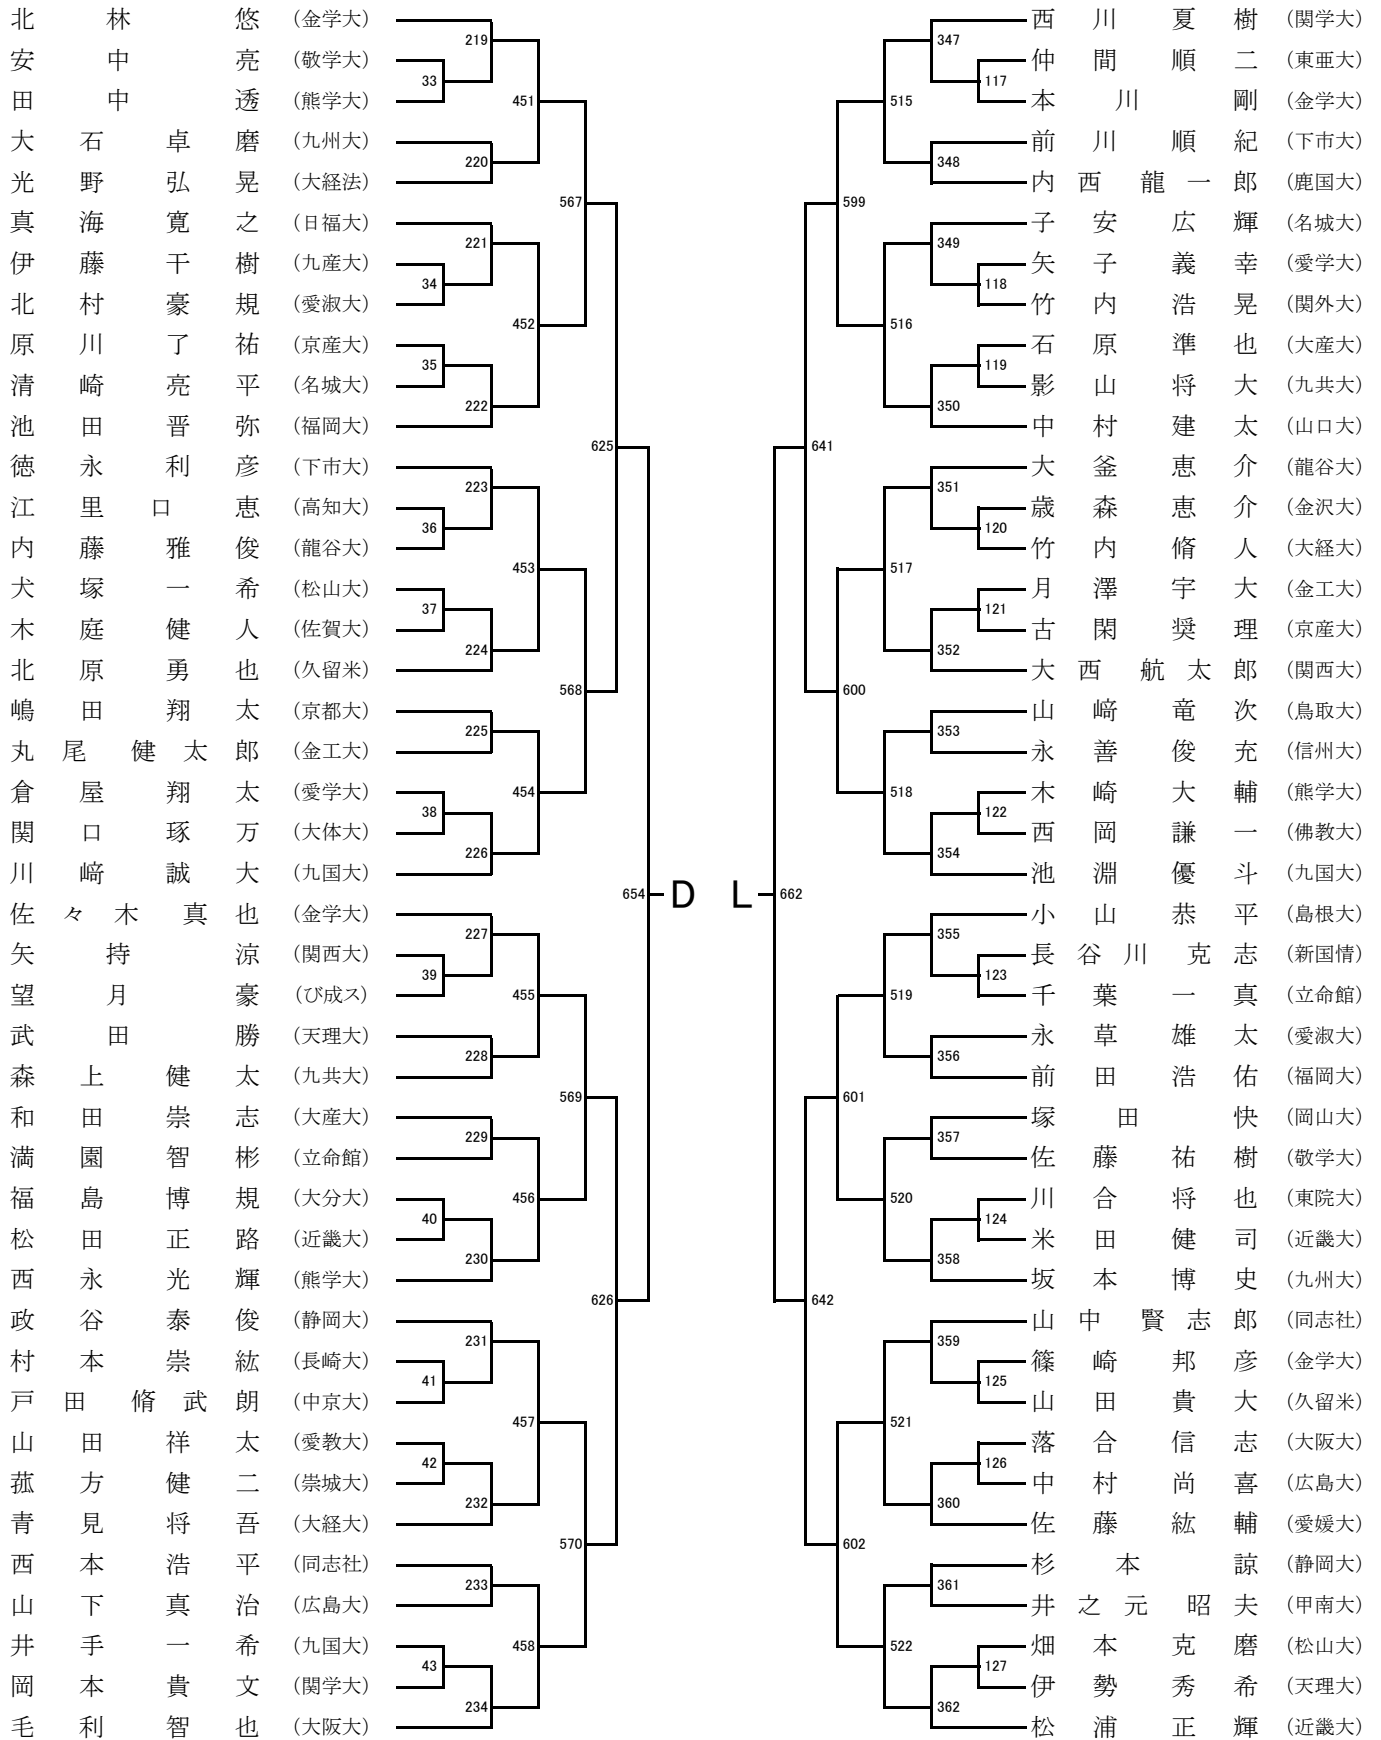 北林悠 (金学大)
安中亮 (敬学大)
田中透 (熊学大)
大石卓磨 (九州大)
光野弘晃 (大経法)
真海寛之 (日福大)
伊藤干樹 (九産大)
北村豪規 (愛淑大)
原川了祐 (京産大)
清崎亮平 (名城大)
池田晋弥 (福岡大)
徳永利彦 (下市大)
江里口恵 (高知大)
内藤雅俊 (龍谷大)
犬塚一希 (松山大)
木庭健人 (佐賀大)
北原勇也 (久留米)
嶋田翔太 (京都大)
丸尾健太郎 (金工大)
倉屋翔太 (愛学大)
関口琢万 (大体大)
川﨑誠大 (九国大)
佐々木真也 (金学大)
矢持涼 (関西大)
望月豪 (び成ス)
武田勝 (天理大)
森上健太 (九共大)
和田崇志 (大産大)
満園智彬 (立命館)
福島博規 (大分大)
松田正路 (近畿大)
西永光輝 (熊学大)
政谷泰俊 (静岡大)
村本崇紘 (長崎大)
戸田脩武朗 (中京大)
山田祥太 (愛教大)
菰方健二 (崇城大)
青見将吾 (大経大)
西本浩平 (同志社)
山下真治 (広島大)
井手一希 (九国大)
岡本貴文 (関学大)
毛利智也 (大阪大)
33
34
35
36
37
38
39
40
41
42
43
219
220
221
222
223
224
225
226
227
228
229
230
231
232
233
234
451
452
453
454
455
456
457
458
567
568
569
570
625
626
654
D
L
662
641
642
599
600
601
602
515
516
517
518
519
520
521
522
347
348
349
350
351
352
353
354
355
356
357
358
359
360
361
362
117
118
119
120
121
122
123
124
125
126
127
西川夏樹 (関学大)
仲間順二 (東亜大)
本川剛 (金学大)
前川順紀 (下市大)
内西龍一郎 (鹿国大)
子安広輝 (名城大)
矢子義幸 (愛学大)
竹内浩晃 (関外大)
石原準也 (大産大)
影山将大 (九共大)
中村建太 (山口大)
大釜恵介 (龍谷大)
歳森恵介 (金沢大)
竹内脩人 (大経大)
月澤宇大 (金工大)
古閑奨理 (京産大)
大西航太郎 (関西大)
山﨑竜次 (鳥取大)
永善俊充 (信州大)
木崎大輔 (熊学大)
西岡謙一 (佛教大)
池淵優斗 (九国大)
小山恭平 (島根大)
長谷川克志 (新国情)
千葉一真 (立命館)
永草雄太 (愛淑大)
前田浩佑 (福岡大)
塚田快 (岡山大)
佐藤祐樹 (敬学大)
川合将也 (東院大)
米田健司 (近畿大)
坂本博史 (九州大)
山中賢志郎 (同志社)
篠崎邦彦 (金学大)
山田貴大 (久留米)
落合信志 (大阪大)
中村尚喜 (広島大)
佐藤紘輔 (愛媛大)
杉本諒 (静岡大)
井之元昭夫 (甲南大)
畑本克磨 (松山大)
伊勢秀希 (天理大)
松浦正輝 (近畿大)